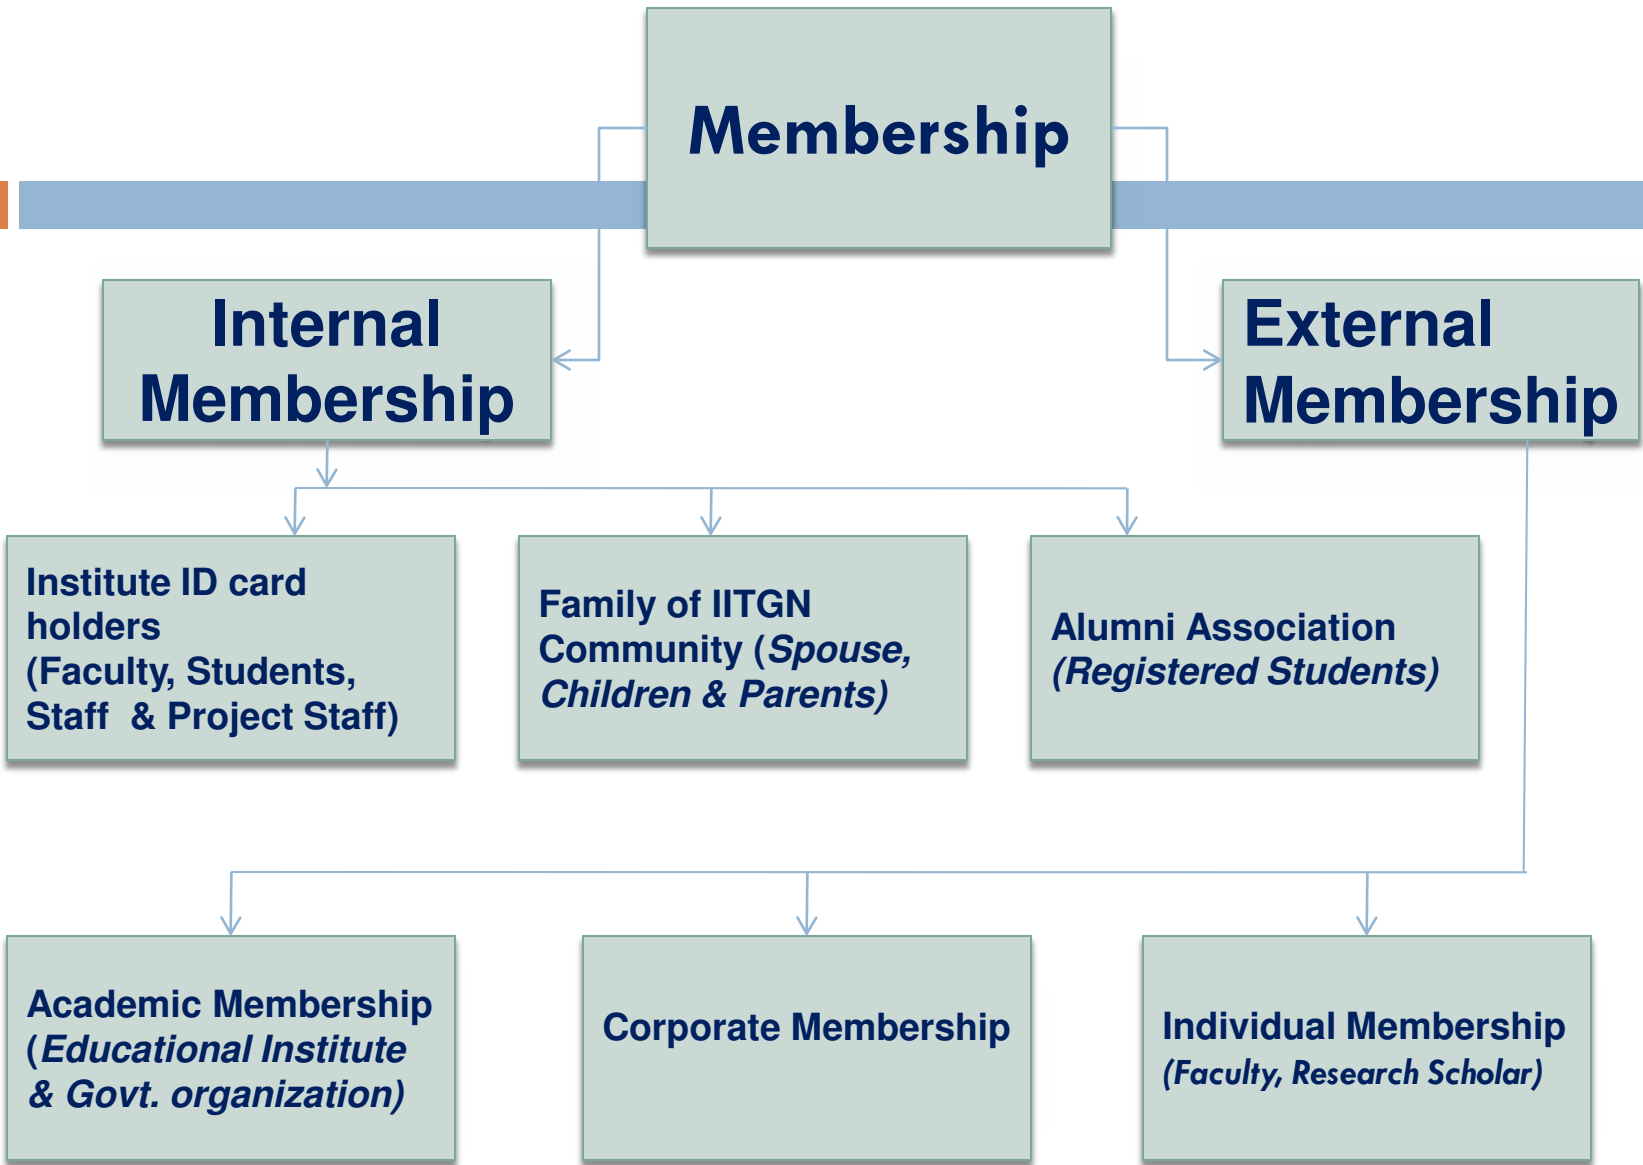 Membership
Internal
Membership
External
Membership
Institute ID card
holders
(Faculty, Students,
Staff & Project Staff)
Family of IITGN
Community (Spouse,
Children & Parents)
Alumni Association
(Registered Students)
Academic Membership
(Educational Institute
& Govt. organization)
Corporate Membership
Individual Membership
(Faculty, Research Scholar)